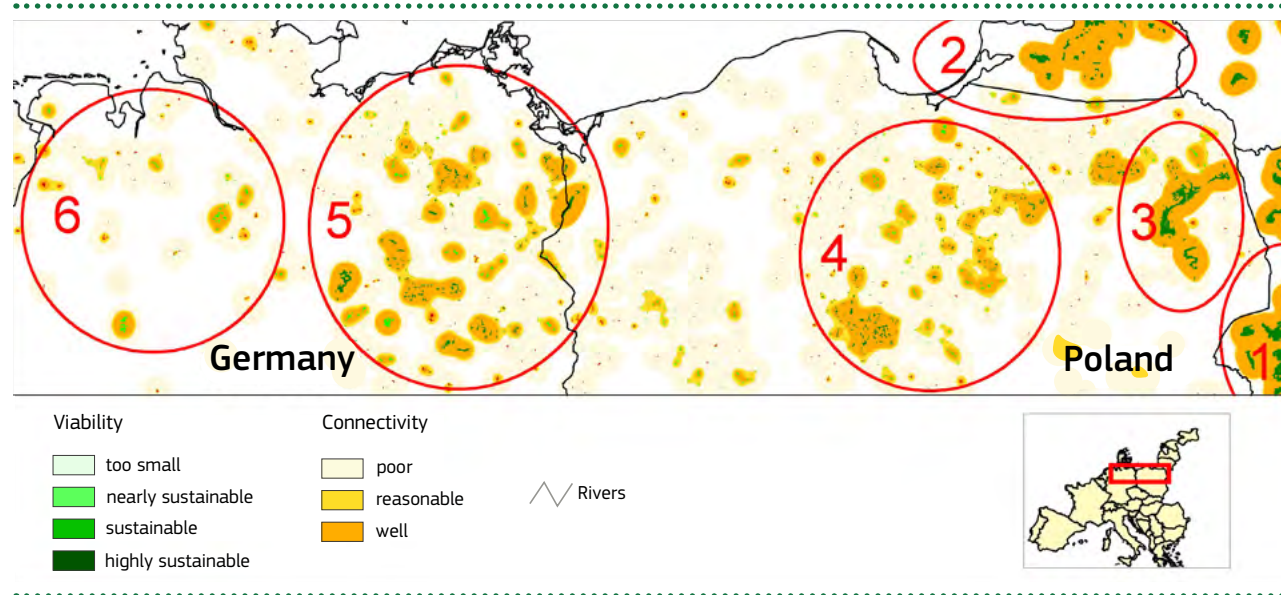 2
6
5
4
3
1
Germany
Poland
Viability
too small
nearly sustainable
sustainable
highly sustainable
Connectivity
poor
reasonable
well
Rivers